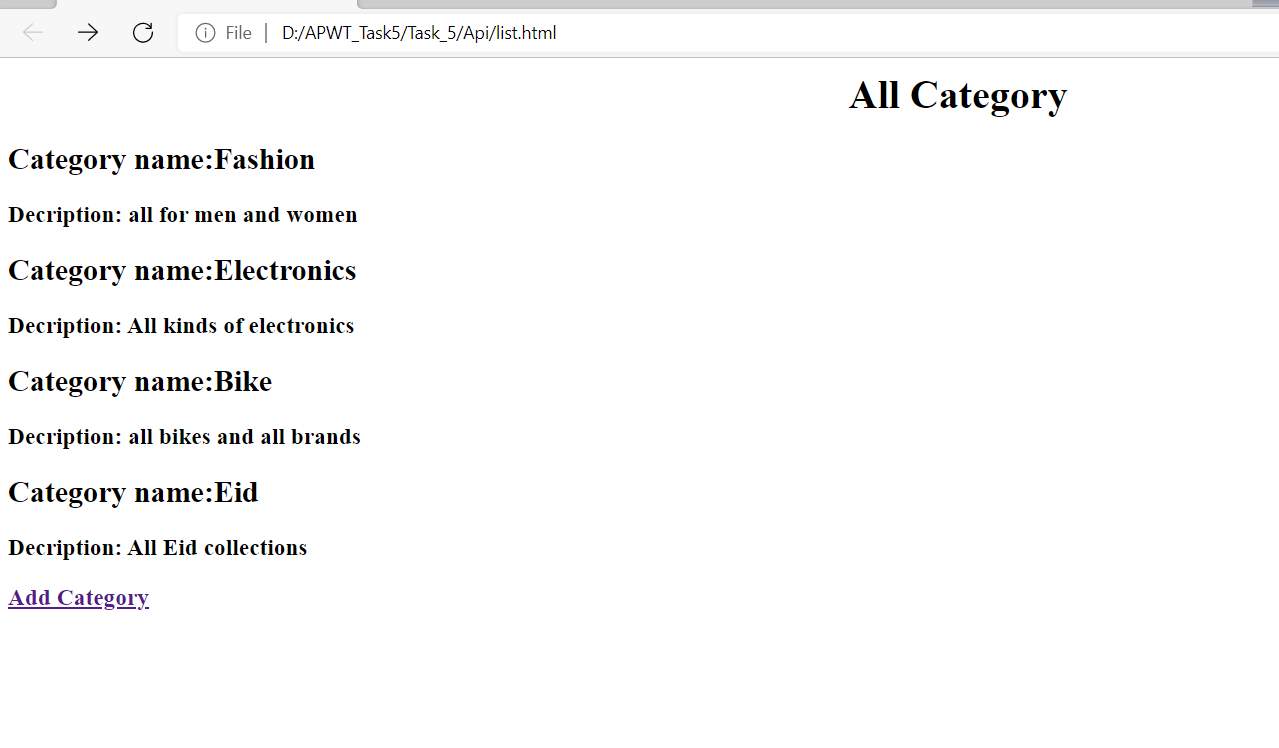 File | D:/APWT_Task5/Task_5/Api/list.html
All Category
Category name:Fashion
Decription: all for men and women
Category name:Electronics
Decription: All kinds of electronics
Category name:Bike
Decription: all bikes and all brands
Category name:Eid
Decription: All Eid collections
Add Category